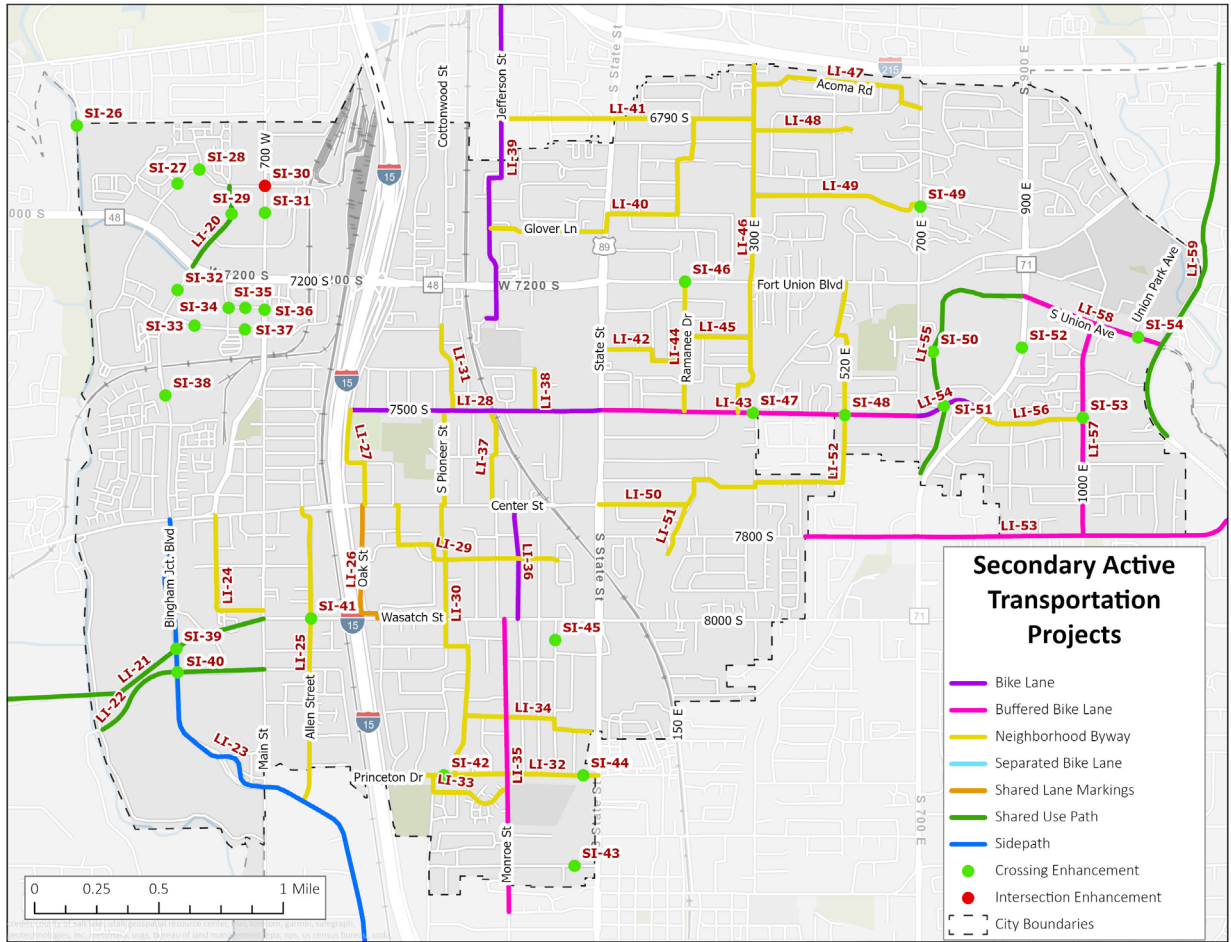 215
LI-47
Acoma Rd
S 900 E
SI-26
Cottonwood St
Jefferson St
S State St
LI-41
6790 S
LI-48
700 W
SI-28
SI-27
SI-30
15
LI-39
SI-29
SI-31
LI-49
SI-49
900 E
LI-59
000 S
48
LI-20
LI-40
Glover Ln
LI-46
300 E
700 E
89
71
Union Park Ave
W 7200 S
7200 S
200 S
48
W 7200 S
SI-46
Fort Union Blvd
SI-32
SI-35
SI-34
SI-36
SI-33
SI-37
LI-58
S Union Ave
SI-54
State St
LI-42
LI-44
Ramanee Dr
LI-45
LI-55
SI-50
SI-52
LI-31
520 E
SI-38
15
LI-38
7500 S
LI-28
LI-43
SI-47
SI-48
LI-54
SI-51
LI-56
SI-53
LI-57
LI-27
S Pioneer St
LI-37
LI-52
1000 E
Center St
LI-50
LI-51
Bingham Jct Blvd
LI-24
LI-26
Oak St
LI-29
LI-36
S State St
7800 S
LI-53
LI-30
SI-41
15
Wasatch St
8000 S
71
SI-39
LI-25
SI-45
LI-21
SI-40
LI-22
Allen Street
LI-34
15
150 E
LI-23
Main St
Princeton Dr
SI-42
LI-33
LI-35
LI-32
SI-44
S State St
S 700 E
Monroe St
SI-43
0 0.25 0.5 1 Mile
Secondary Active
Transportation
Projects
Bike Lane
Buffered Bike Lane
Neighborhood Byway
Separated Bike Lane
Shared Lane Markings
Shared Use Path
Sidepath
Crossing Enhancement
Intersection Enhancement
City Boundaries